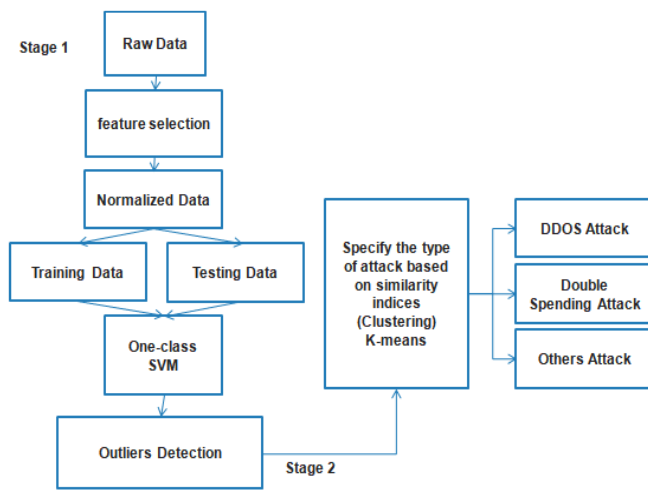 Stage 1
Raw Data
feature selection
Normalized Data
Training Data
Testing Data
One-class
SVM
Outliers Detection
Stage 2
Specify the type
of attack based
on similarity
indices
(Clustering)
K-means
DDOS Attack
Double
Spending Attack
Others Attack